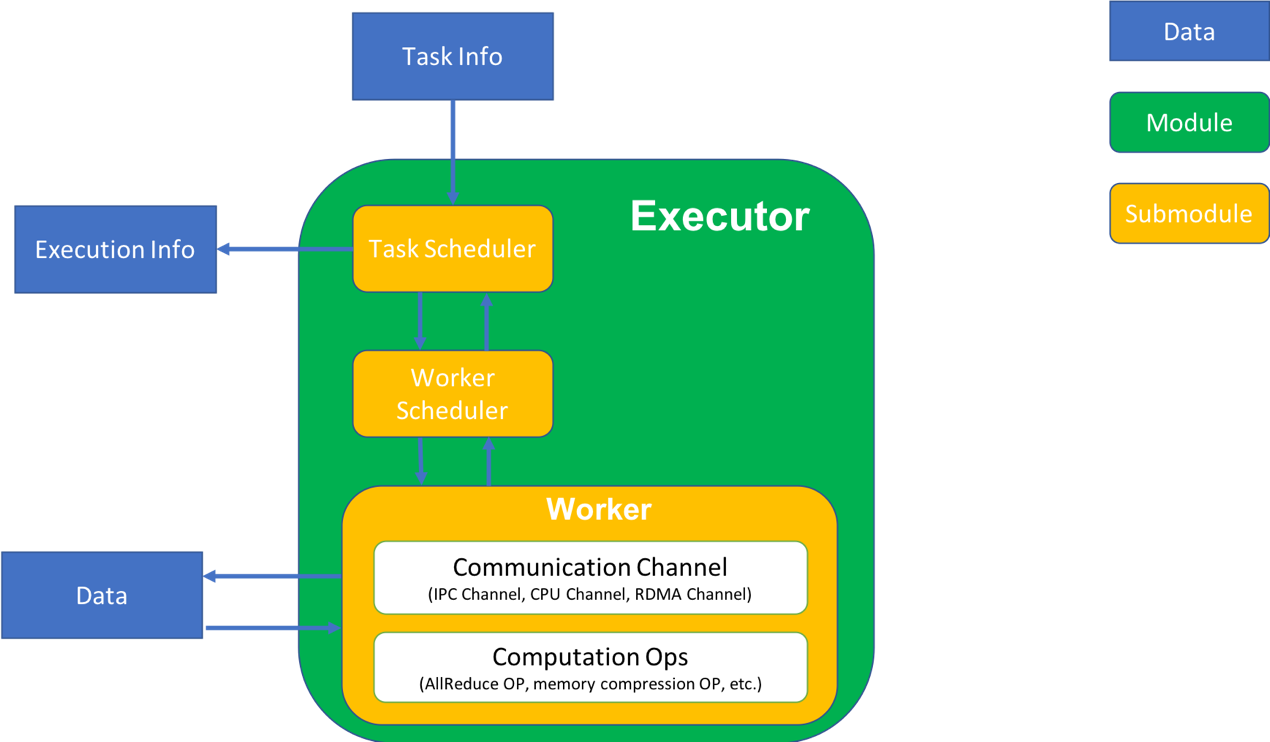 Task Info
Data
Module
Submodule
Executor
Task Scheduler
Execution Info
Worker
Scheduler
Worker
Communication Channel
(IPC Channel, CPU Channel, RDMA Channel)
Data
Computation Ops
(AllReduce OP, memory compression OP, etc.)